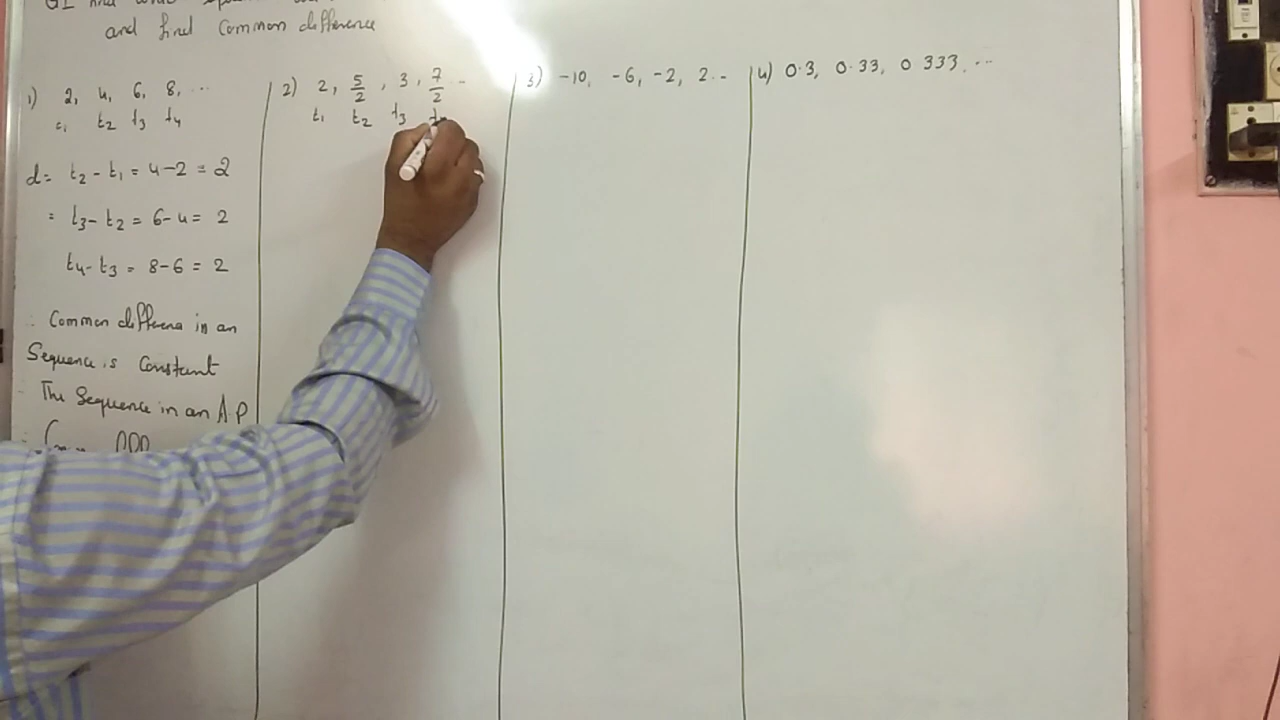 and find Common difference
1) 2, 4, 6, 8, ...
t1 t2 t3 t4
d = t2 - t1 = 4-2 = 2
= t3 - t2 = 6-4 = 2
t4 - t3 = 8-6 = 2
∴ Common differena in an
Sequence is Constant
The Sequence in an A.P
2) 2, 5/2, 3, 7/2 ..
t1 t2 t3
3) -10, -6, -2, 2..
4) 0.3, 0.33, 0 333, ...